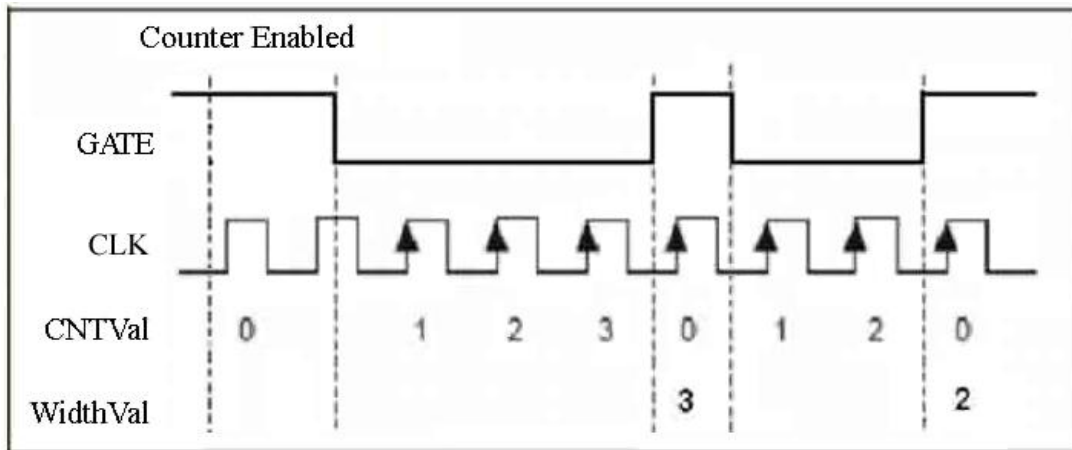 Counter Enabled
GATE
CLK
CNTVal 0 1 2 3 0 1 2 0
WidthVal 3 2